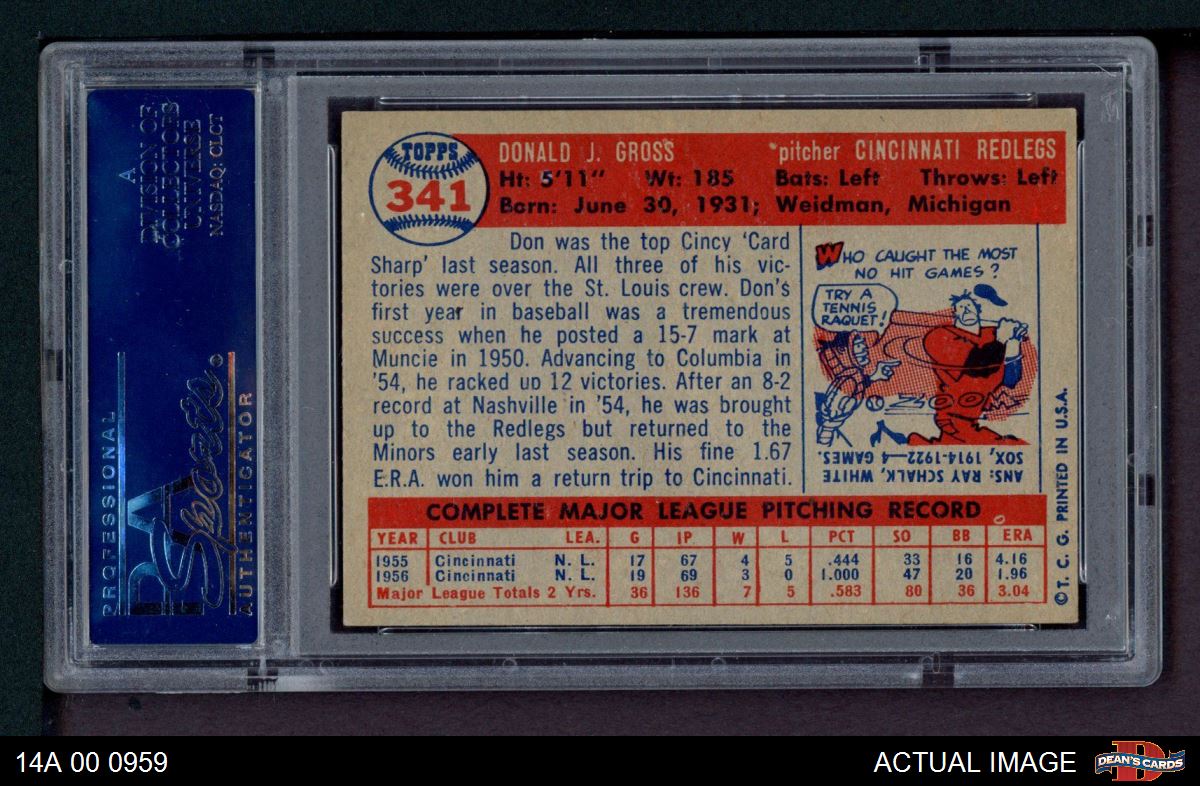 A
DIVISION OF
COLLECTORS
UNIVERSE
NASDAQ: CLCT
PROFESSIONAL
PSA
Sports
AUTHENTICATOR
TOPPS
341
DONALD J. GROSS
pitcher CINCINNATI REDLEGS
Ht: 5'11" Wt: 185 Bats: Left Throws: Left
Born: June 30, 1931; Weidman, Michigan
Don was the top Cincy 'Card
Sharp' last season. All three of his vic-
tories were over the St. Louis crew. Don's
first year in baseball was a tremendous
success when he posted a 15-7 mark at
Muncie in 1950. Advancing to Columbia in
'54, he racked up 12 victories. After an 8-2
record at Nashville in '54, he was brought
up to the Redlegs but returned to the
Minors early last season. His fine 1.67
E.R.A. won him a return trip to Cincinnati.
WHO CAUGHT THE MOST
NO HIT GAMES?
TRY A
TENNIS
RAQUET!
ZOOM
ANS: RAY SCHALK, WHITE
SOX, 1914-1922—4 GAMES.
COMPLETE MAJOR LEAGUE PITCHING RECORD
YEAR CLUB LEA. G IP W L PCT SO BB ERA
1955 Cincinnati N. L. 17 67 4 5 .444 33 16 4.16
1956 Cincinnati N. L. 19 69 3 0 1.000 47 20 1.96
Major League Totals 2 Yrs. 36 136 7 5 .583 80 36 3.04
© T. C. G. PRINTED IN U.S.A.
14A 00 0959
ACTUAL IMAGE
D
DEAN'S CARDS